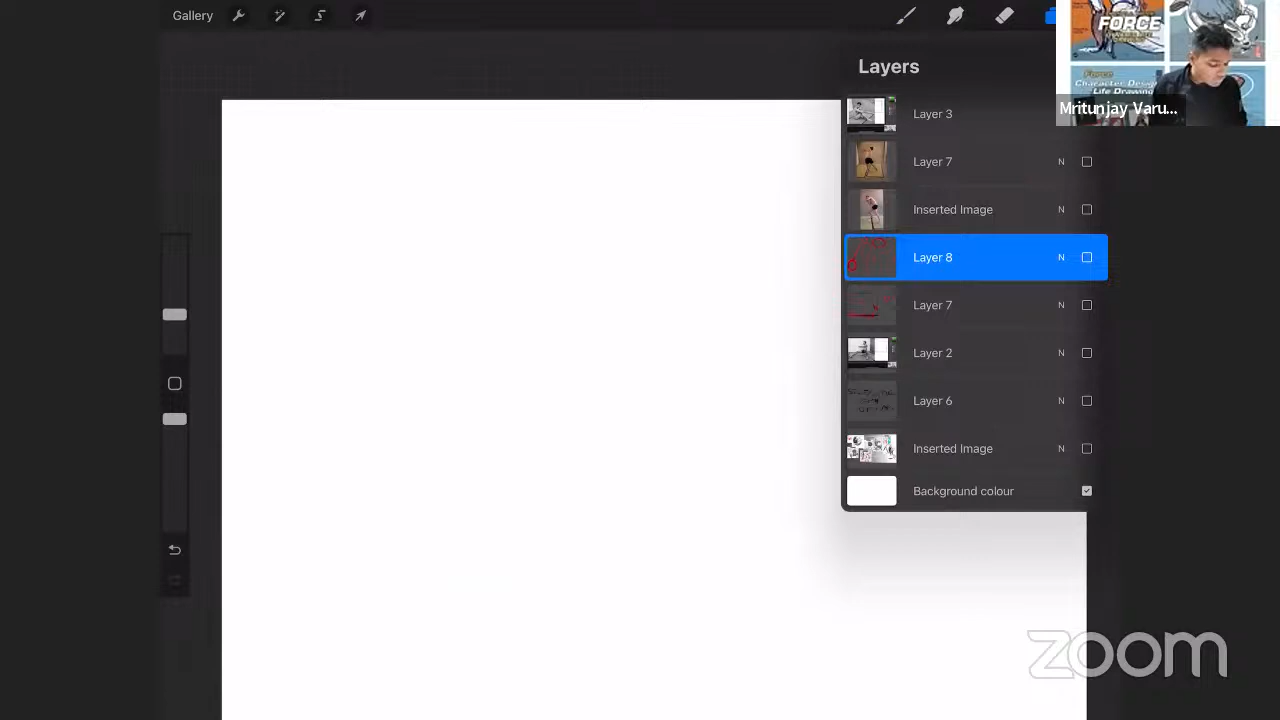 Gallery
Layers
Layer 3
Layer 7 N
Inserted Image N
Layer 8 N
Layer 7 N
Layer 2 N
Layer 6 N
Inserted Image N
Background colour
FORCE
Force
Character Design
Life Drawing
Mritunjay Varu...
zoom